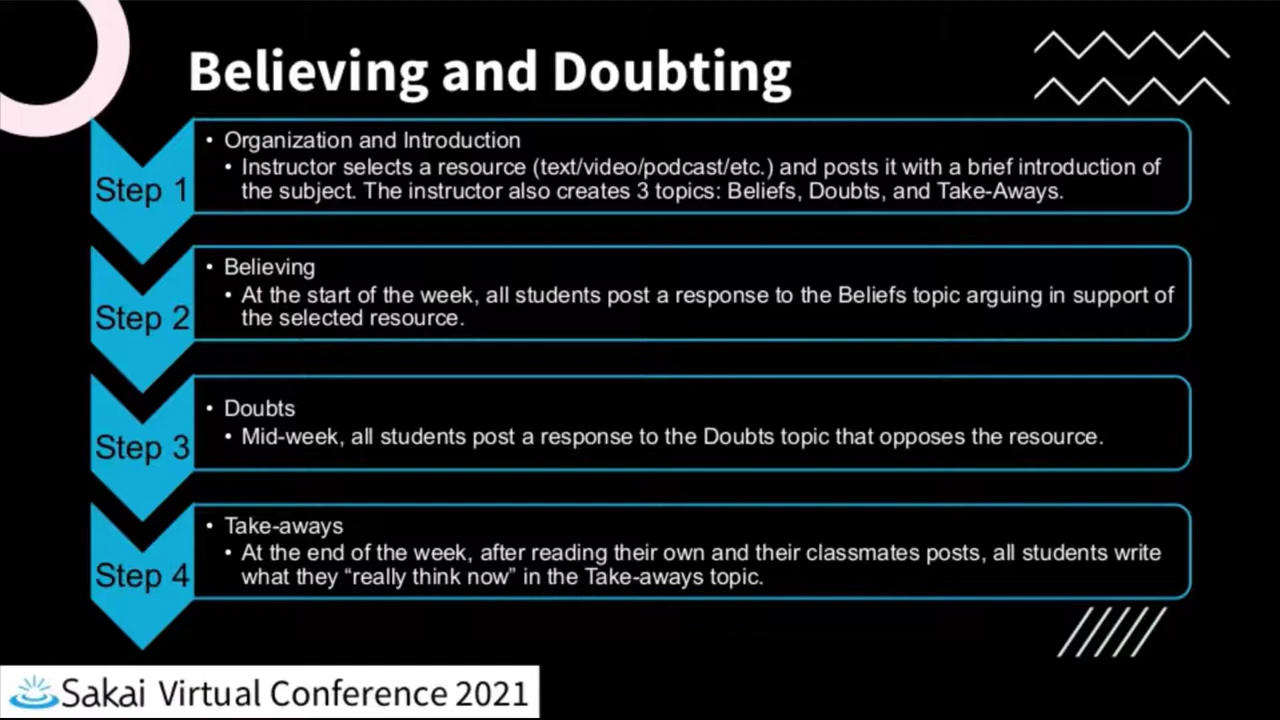 Believing and Doubting
Step 1
• Organization and Introduction
• Instructor selects a resource (text/video/podcast/etc.) and posts it with a brief introduction of
the subject. The instructor also creates 3 topics: Beliefs, Doubts, and Take-Aways.
Step 2
• Believing
• At the start of the week, all students post a response to the Beliefs topic arguing in support of
the selected resource.
Step 3
• Doubts
• Mid-week, all students post a response to the Doubts topic that opposes the resource.
Step 4
• Take-aways
• At the end of the week, after reading their own and their classmates posts, all students write
what they “really think now” in the Take-aways topic.
Sakai Virtual Conference 2021